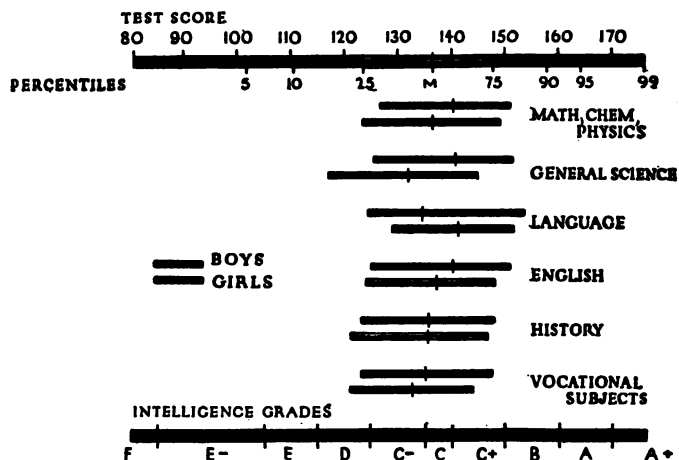 TEST SCORE
80 90 100 110 120 130 140 150 160 170
PERCENTILES 5 10 25 M 75 90 95 99
MATH, CHEM,
PHYSICS
GENERAL SCIENCE
LANGUAGE
BOYS
GIRLS
ENGLISH
HISTORY
VOCATIONAL
SUBJECTS
INTELLIGENCE GRADES
F E- E D C- C C+ B A A+